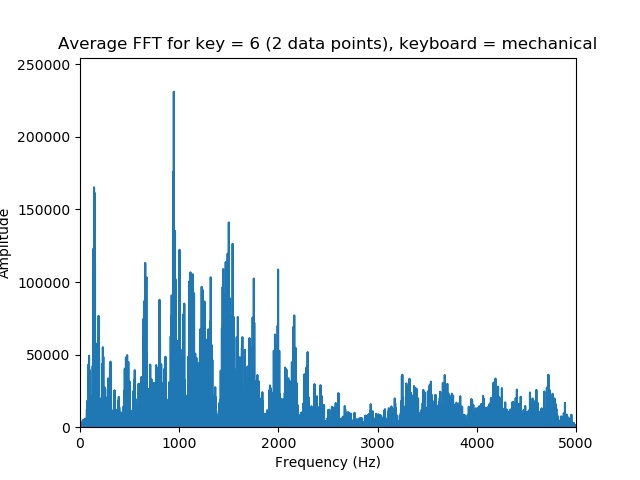 Average FFT for key = 6 (2 data points), keyboard = mechanical
250000
200000
150000
100000
50000
0
Amplitude
0 1000 2000 3000 4000 5000
Frequency (Hz)